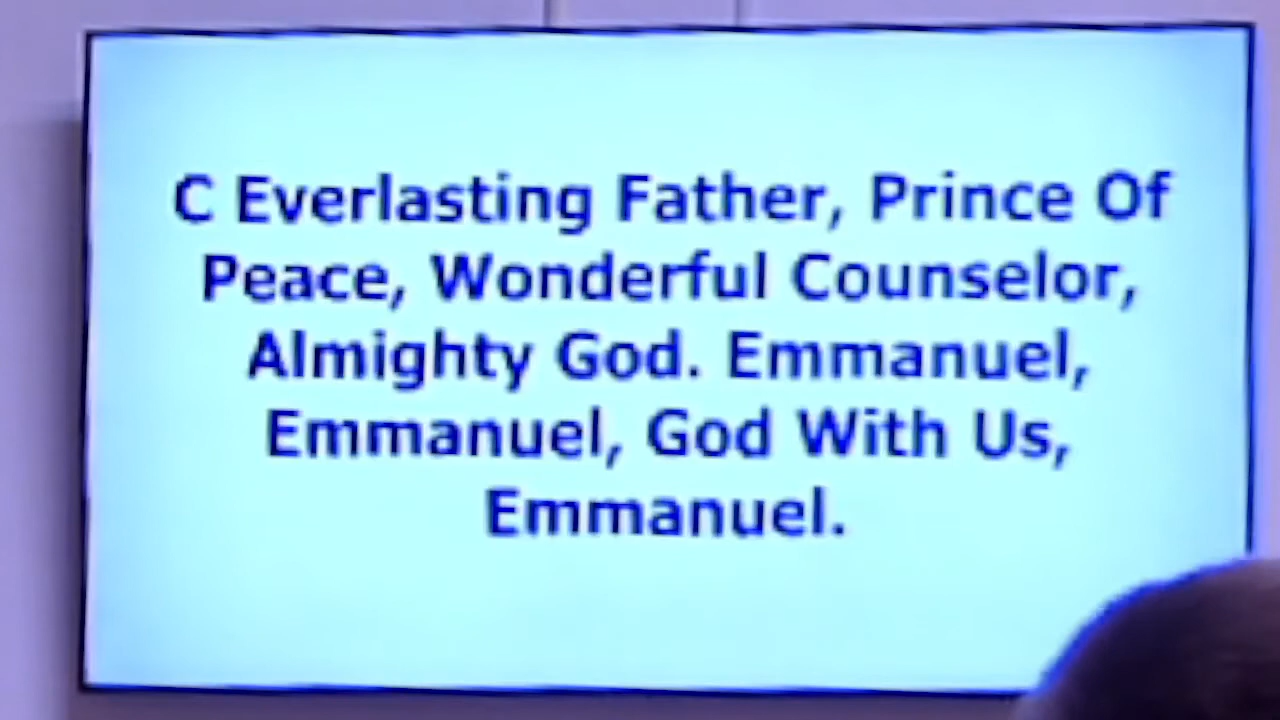 C Everlasting Father, Prince Of
Peace, Wonderful Counselor,
Almighty God. Emmanuel,
Emmanuel, God With Us,
Emmanuel.